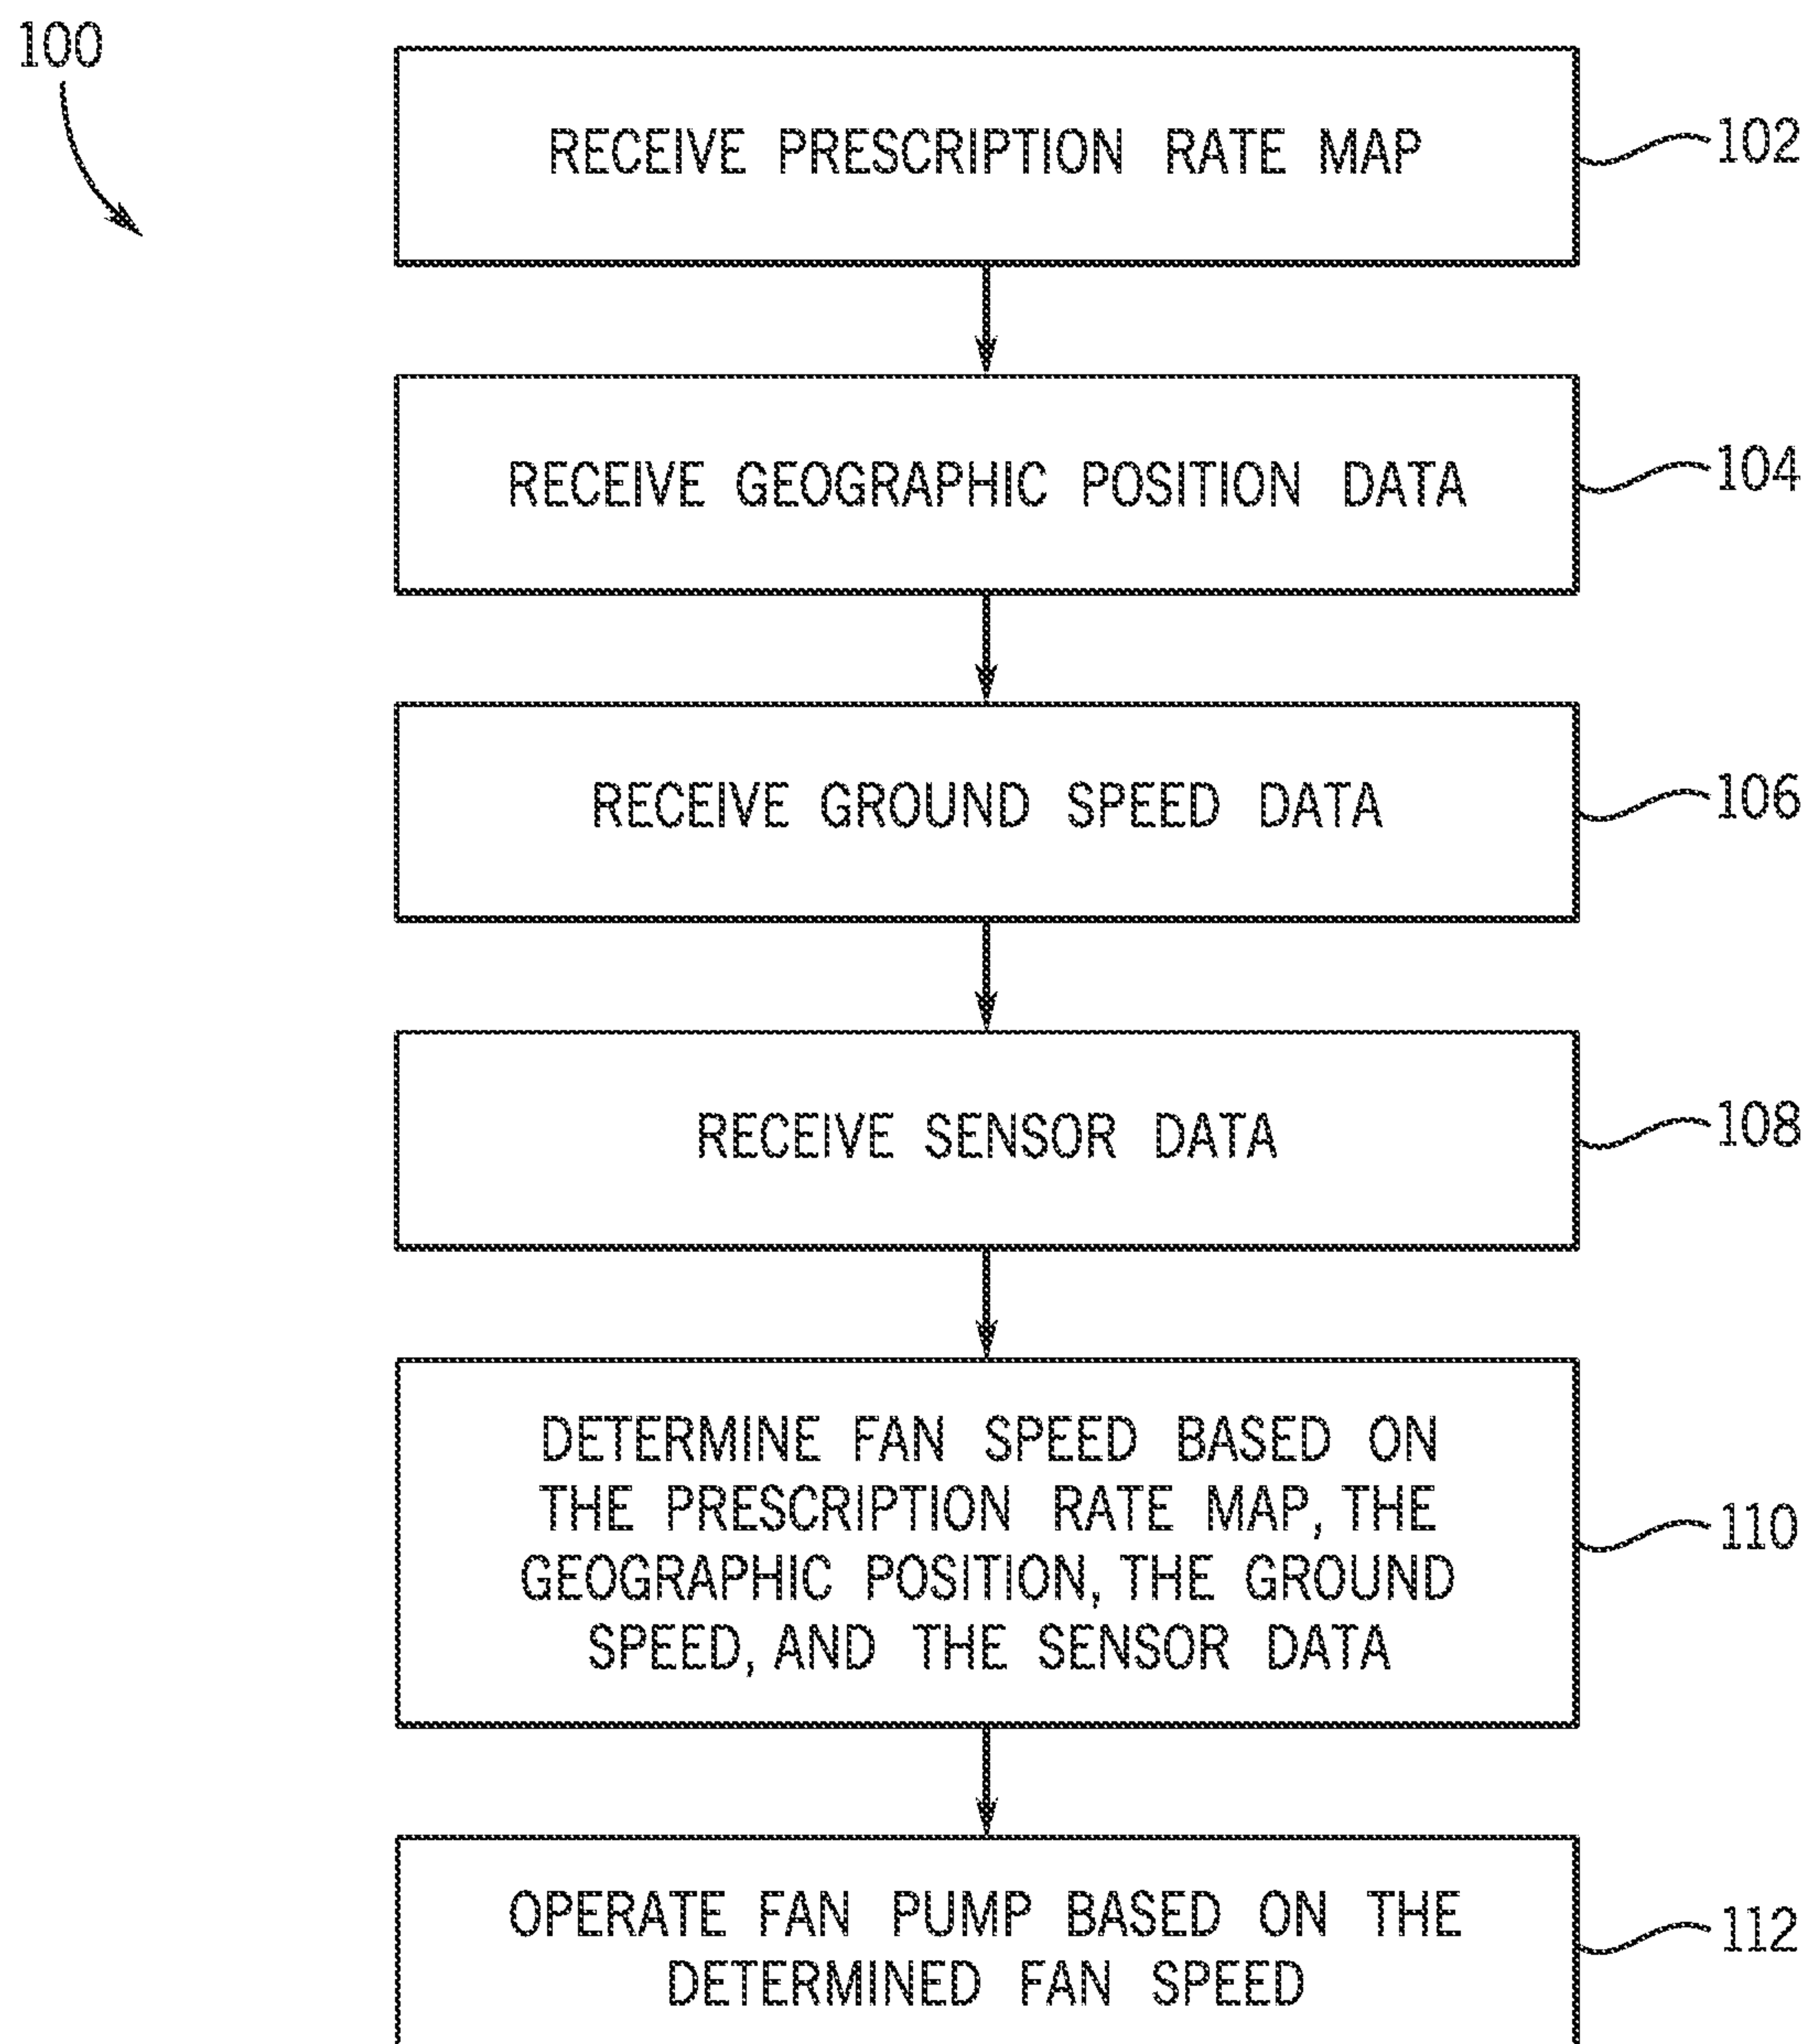 100
RECEIVE PRESCRIPTION RATE MAP
102
RECEIVE GEOGRAPHIC POSITION DATA
104
RECEIVE GROUND SPEED DATA
106
RECEIVE SENSOR DATA
108
DETERMINE FAN SPEED BASED ON
THE PRESCRIPTION RATE MAP, THE
GEOGRAPHIC POSITION, THE GROUND
SPEED, AND THE SENSOR DATA
110
OPERATE FAN PUMP BASED ON THE
DETERMINED FAN SPEED
112